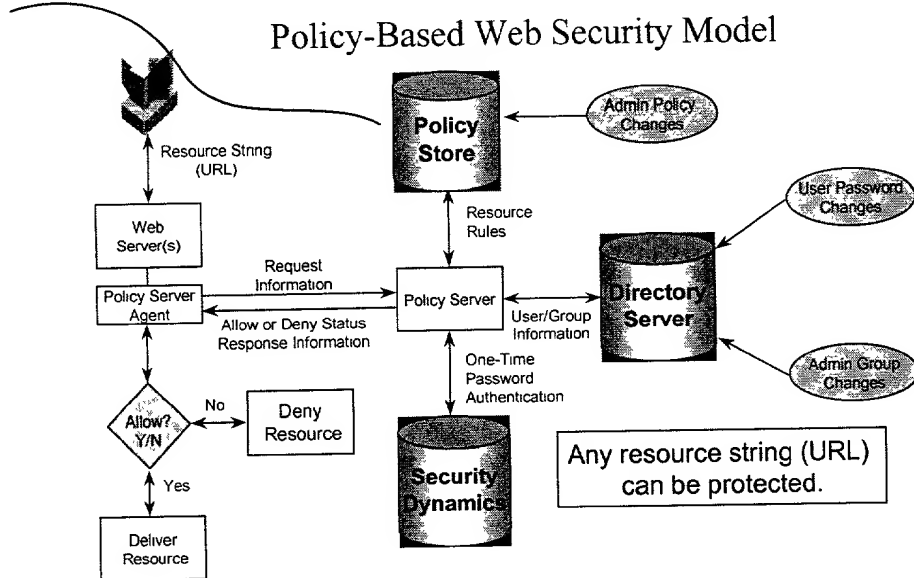 Policy-Based Web Security Model
Policy
Store
Admin Policy
Changes
Resource String
(URL)
User Password
Changes
Web
Server(s)
Resource
Rules
Request
Information
Policy Server
Agent
Policy Server
Directory
Server
Allow or Deny Status
Response Information
User/Group
Information
One-Time
Password
Authentication
Admin Group
Changes
Allow?
Y/N
No
Deny
Resource
Any resource string (URL)
can be protected.
Security
Dynamics
Yes
Deliver
Resource